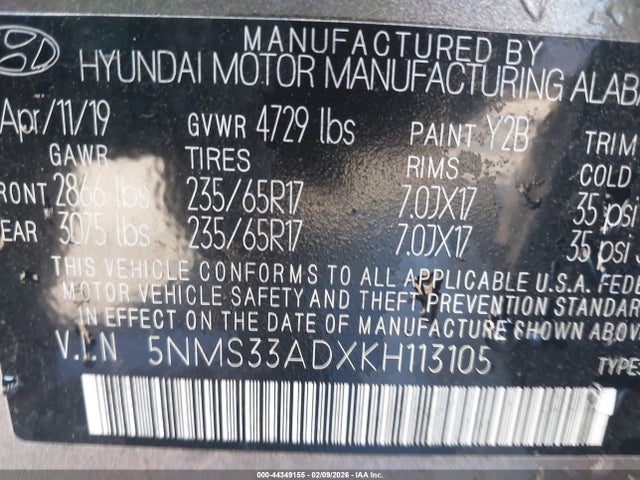 MANUFACTURED BY
HYUNDAI MOTOR MANUFACTURING ALAB
Apr/11/19 GVWR 4729 lbs PAINT Y2B TRIM
GAWR TIRES RIMS COLD
FRONT 2866 lbs 235/65R17 7.0JX17 35 psi
EAR 3075 lbs 235/65R17 7.0JX17 35 psi
THIS VEHICLE CONFORMS TO ALL APPLICABLE U.S.A. FEDE
MOTOR VEHICLE SAFETY AND THEFT PREVENTION STANDAR
IN EFFECT ON THE DATE OF MANUFACTURE SHOWN ABOVE
V.I.N 5NMS33ADXKH113105 TYPE
000-44349155 - 02/09/2026 - IAA Inc.